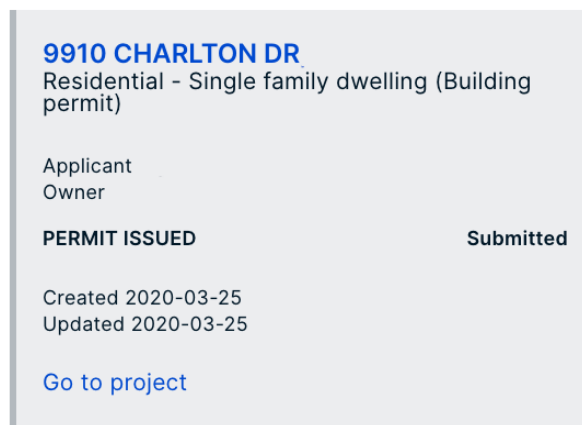 9910 CHARLTON DR
Residential - Single family dwelling (Building
permit)
Applicant
Owner
PERMIT ISSUED Submitted
Created 2020-03-25
Updated 2020-03-25
Go to project